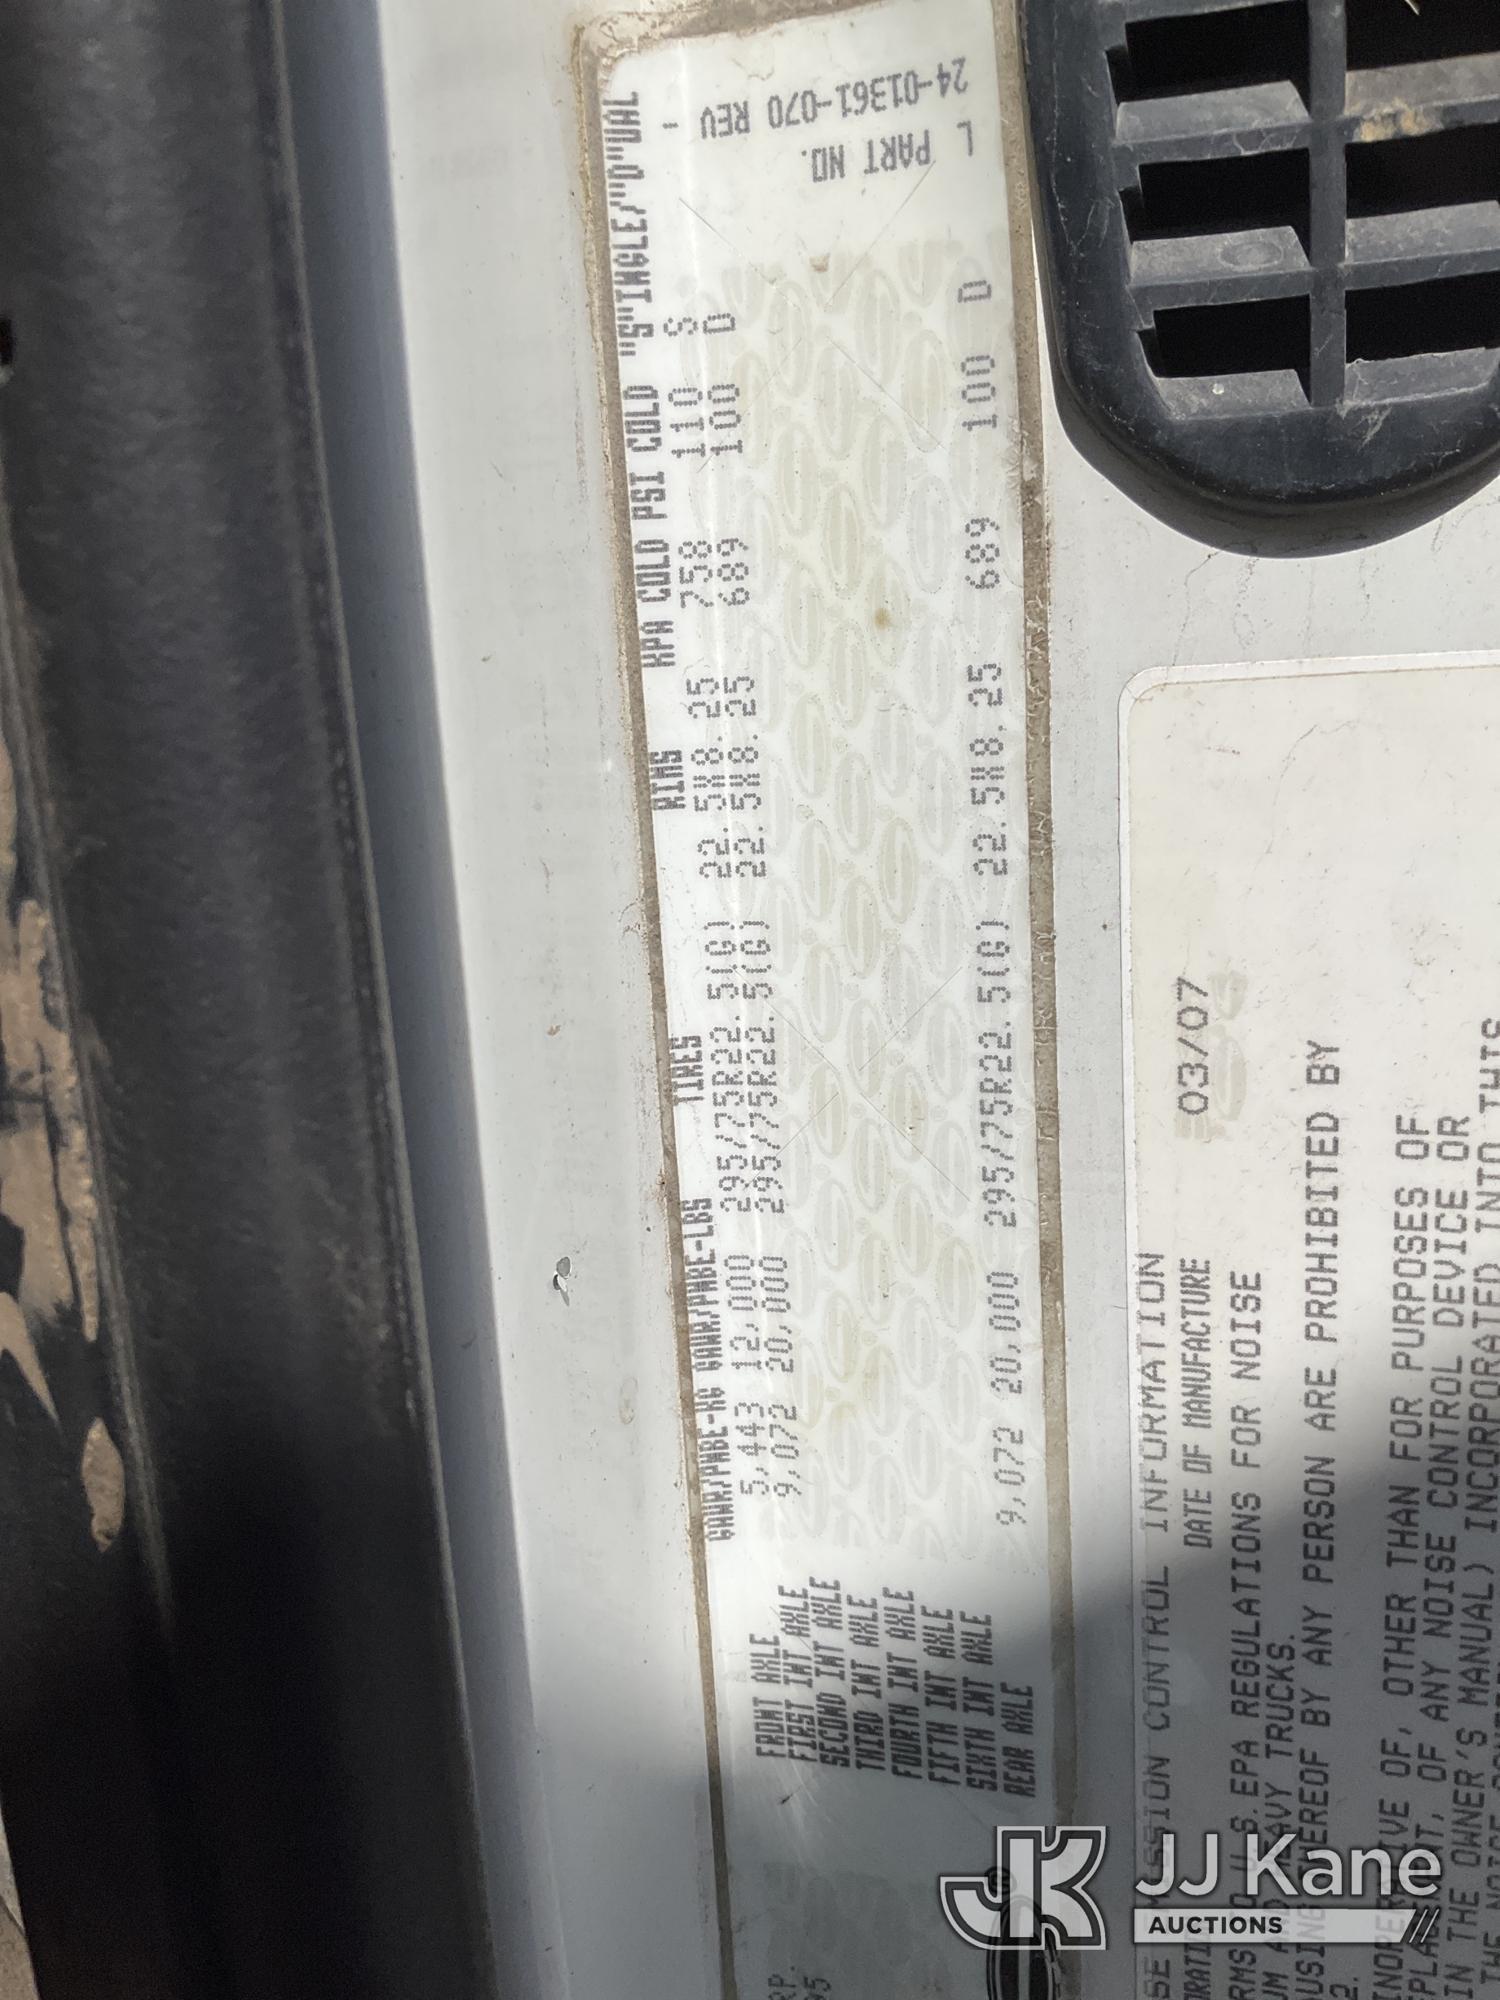 GAWR/PNBE-KG GAWR/PNBE-LBS TIRES RIMS KPA COLD PSI COLD "S"INGLE/"D"UAL
FRONT AXLE 5,443 12,000 295/75R22.5(G) 22.5X8.25 758 110 S
FIRST INT AXLE 9,072 20,000 295/75R22.5(G) 22.5X8.25 689 100 D
SECOND INT AXLE
THIRD INT AXLE
FOURTH INT AXLE
FIFTH INT AXLE
SIXTH INT AXLE
REAR AXLE 9,072 20,000 295/75R22.5(G) 22.5X8.25 689 100 D
24-01361-070 REV -
L PART NO.
RP.
INFORMATION
CONTROL
DATE OF MANUFACTURE 03/07
U.S. EPA REGULATIONS FOR NOISE
HEAVY TRUCKS.
THEREOF BY ANY PERSON ARE PROHIBITED BY
2.
OF, OTHER THAN FOR PURPOSES OF
OF ANY NOISE CONTROL DEVICE OR
IN THE OWNER'S MANUAL) INCORPORATED INTO THIS
JK JJ Kane
AUCTIONS